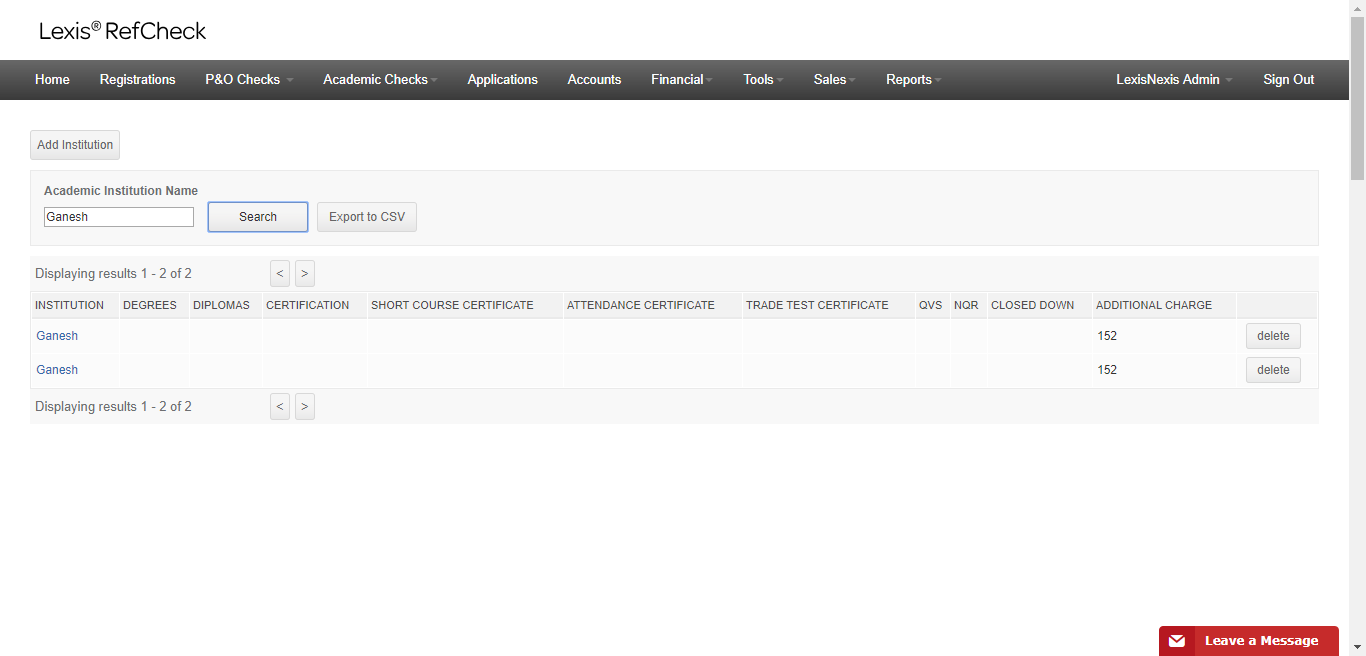 Lexis® RefCheck
Home Registrations P&O Checks Academic Checks Applications Accounts Financial Tools Sales Reports LexisNexis Admin Sign Out
Add Institution
Academic Institution Name
Ganesh Search Export to CSV
Displaying results 1 - 2 of 2 < >
INSTITUTION DEGREES DIPLOMAS CERTIFICATION SHORT COURSE CERTIFICATE ATTENDANCE CERTIFICATE TRADE TEST CERTIFICATE QVS NQR CLOSED DOWN ADDITIONAL CHARGE
Ganesh 152 delete
Ganesh 152 delete
Displaying results 1 - 2 of 2 < >
Leave a Message